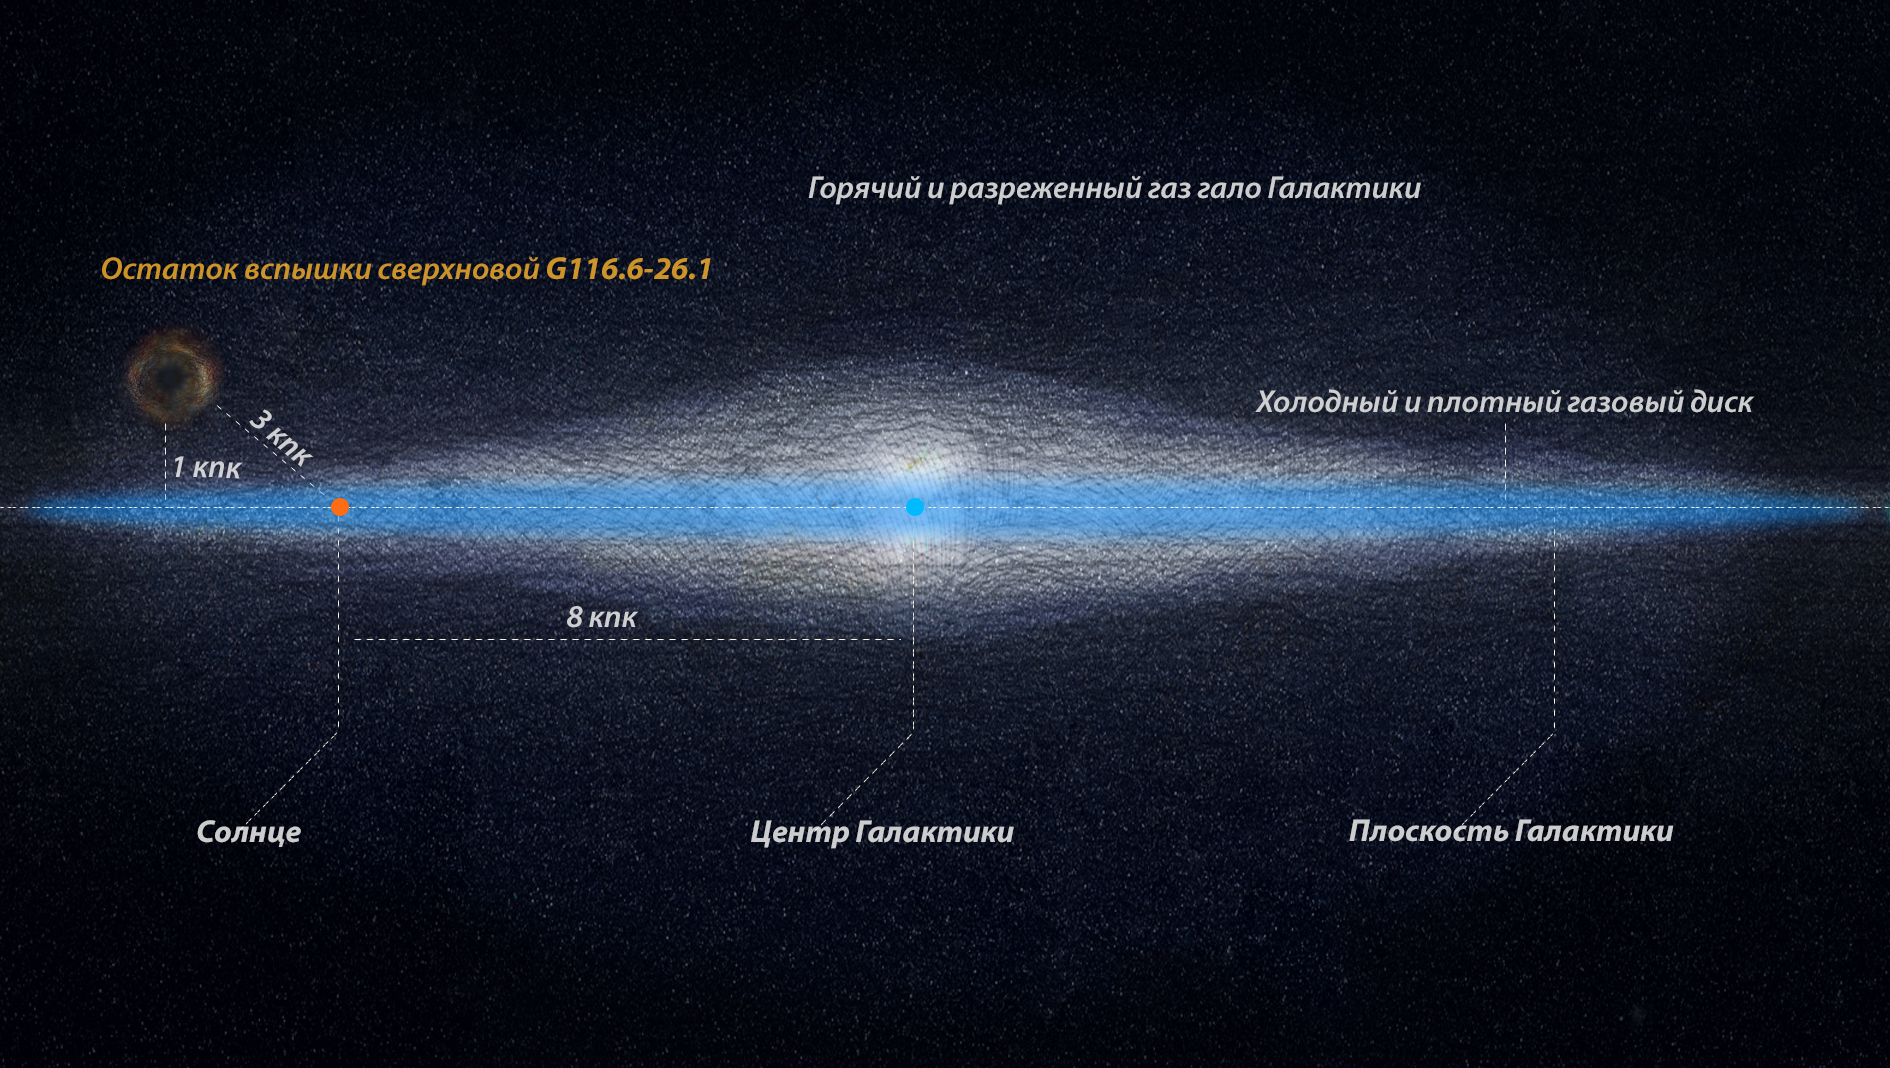 Горячий и разреженный газ гало Галактики
Остаток вспышки сверхновой G116.6-26.1
Холодный и плотный газовый диск
3 кпк
1 кпк
8 кпк
Солнце
Центр Галактики
Плоскость Галактики